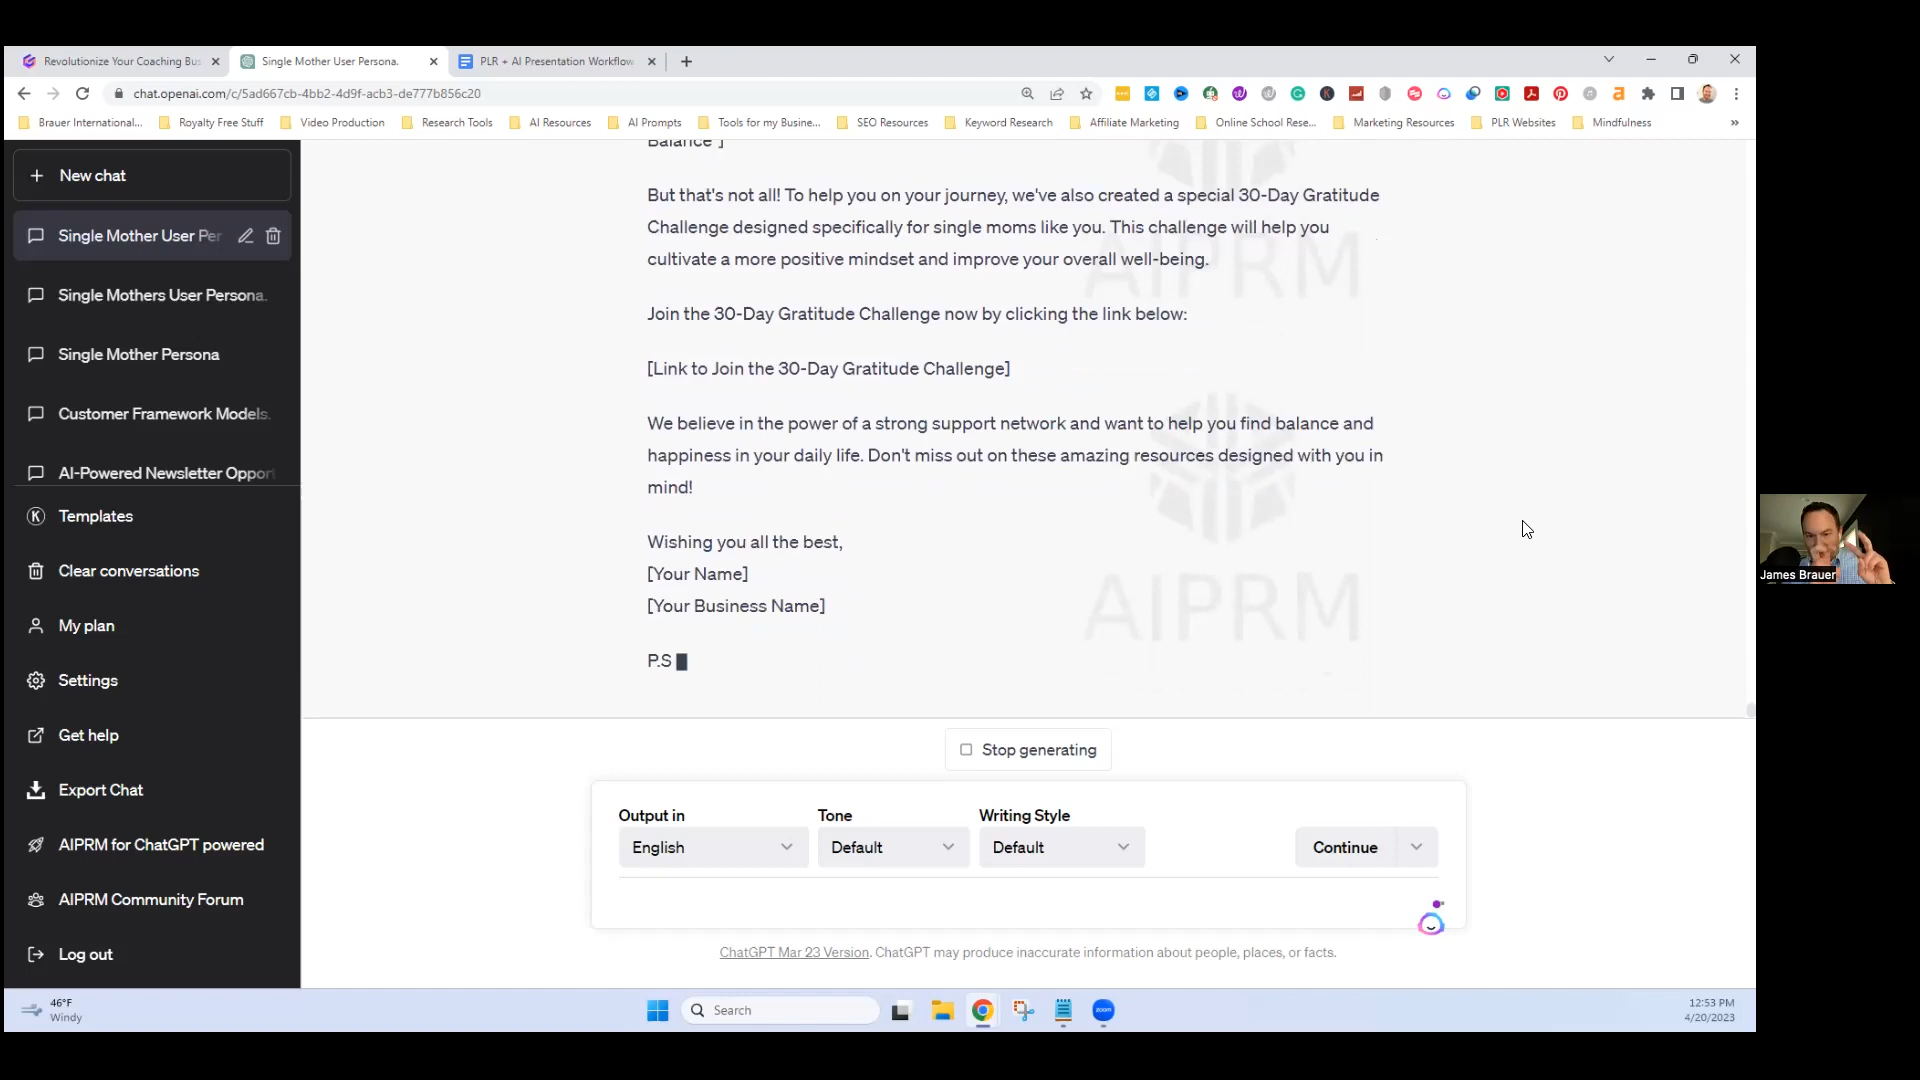 Revolutionize Your Coaching Bus
Single Mother User Persona.
PLR + AI Presentation Workflow
chat.openai.com/c/5ad667cb-4bb2-4d9f-acb3-de777b856c20
Brauer International...
Royalty Free Stuff
Video Production
Research Tools
AI Resources
AI Prompts
Tools for my Busine...
SEO Resources
Keyword Research
Affiliate Marketing
Online School Rese...
Marketing Resources
PLR Websites
Mindfulness
»
New chat
Single Mother User Per
Single Mothers User Persona.
Single Mother Persona
Customer Framework Models.
AI-Powered Newsletter Oppor
Templates
Clear conversations
My plan
Settings
Get help
Export Chat
AIPRM for ChatGPT powered
AIPRM Community Forum
Log out
Balance ]
But that's not all! To help you on your journey, we've also created a special 30-Day Gratitude
Challenge designed specifically for single moms like you. This challenge will help you
cultivate a more positive mindset and improve your overall well-being.
AIPRM
Join the 30-Day Gratitude Challenge now by clicking the link below:
[Link to Join the 30-Day Gratitude Challenge]
We believe in the power of a strong support network and want to help you find balance and
happiness in your daily life. Don't miss out on these amazing resources designed with you in
mind!
Wishing you all the best,
[Your Name]
[Your Business Name]
AIPRM
P.S
Stop generating
Output in
Tone
Writing Style
English
Default
Default
Continue
ChatGPT Mar 23 Version. ChatGPT may produce inaccurate information about people, places, or facts.
James Brauer
46°F
Windy
Search
zoom
12:53 PM
4/20/2023